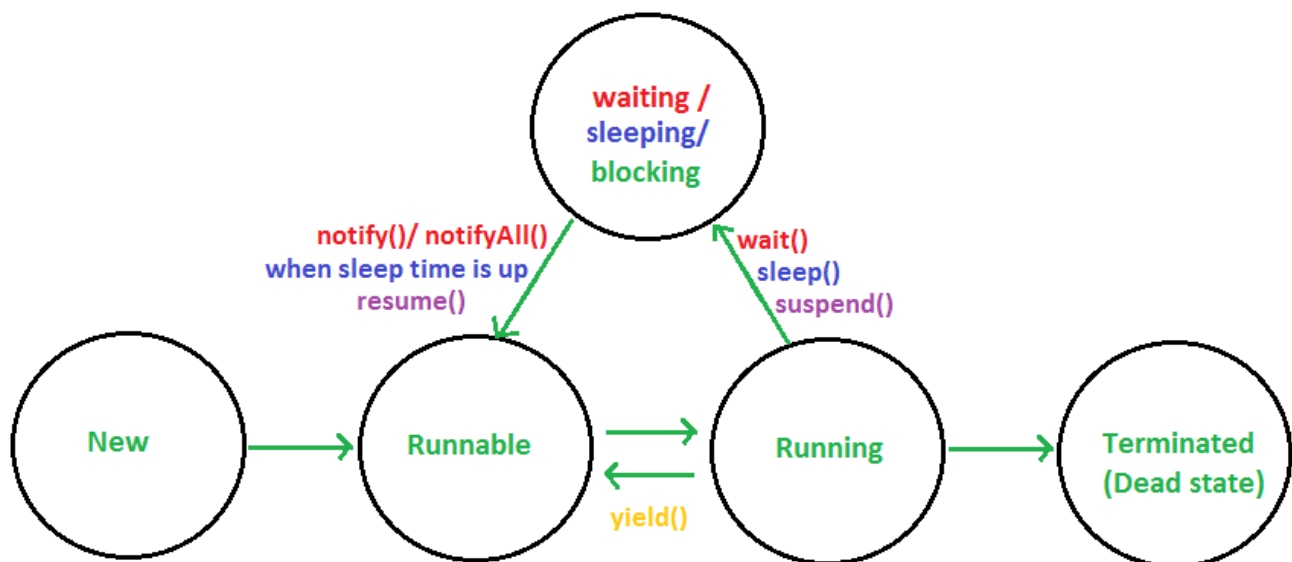 waiting /
sleeping/
blocking
notify()/ notifyAll()
when sleep time is up
resume()
wait()
sleep()
suspend()
New
Runnable
Running
Terminated
(Dead state)
yield()